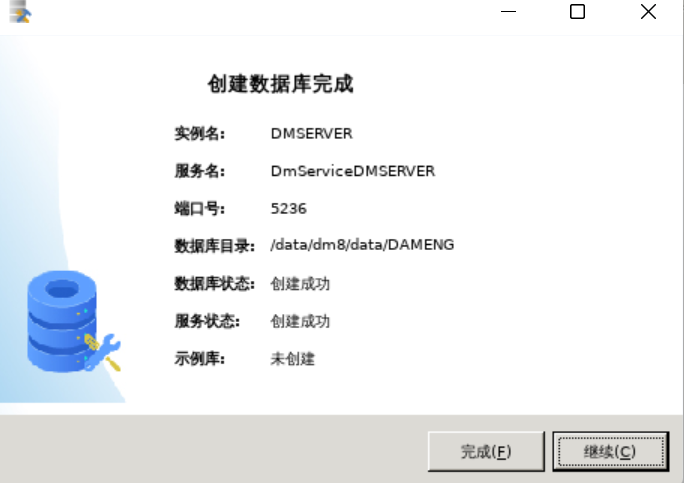 创建数据库完成
实例名: DMSERVER
服务名: DmServiceDMSERVER
端口号: 5236
数据库目录: /data/dm8/data/DAMENG
数据库状态: 创建成功
服务状态: 创建成功
示例库: 未创建
完成(F) 继续(C)